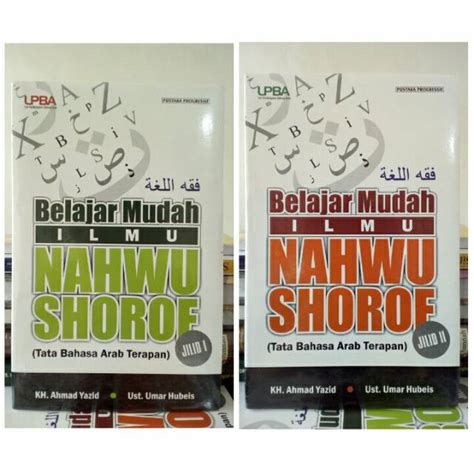 UPBA
PUSTAKA PROGRESSIF
X A P Z
فقه اللغة
Belajar Mudah
ILMU
NAHWU
SHOROF
JILID I
(Tata Bahasa Arab Terapan)
KH. Ahmad Yazid • Ust. Umar Hubeis
UPBA
PUSTAKA PROGRESSIF
فقه اللغة
Belajar Mudah
ILMU
NAHWU
SHOROF
JILID II
(Tata Bahasa Arab Terapan)
KH. Ahmad Yazid • Ust. Umar Hubeis